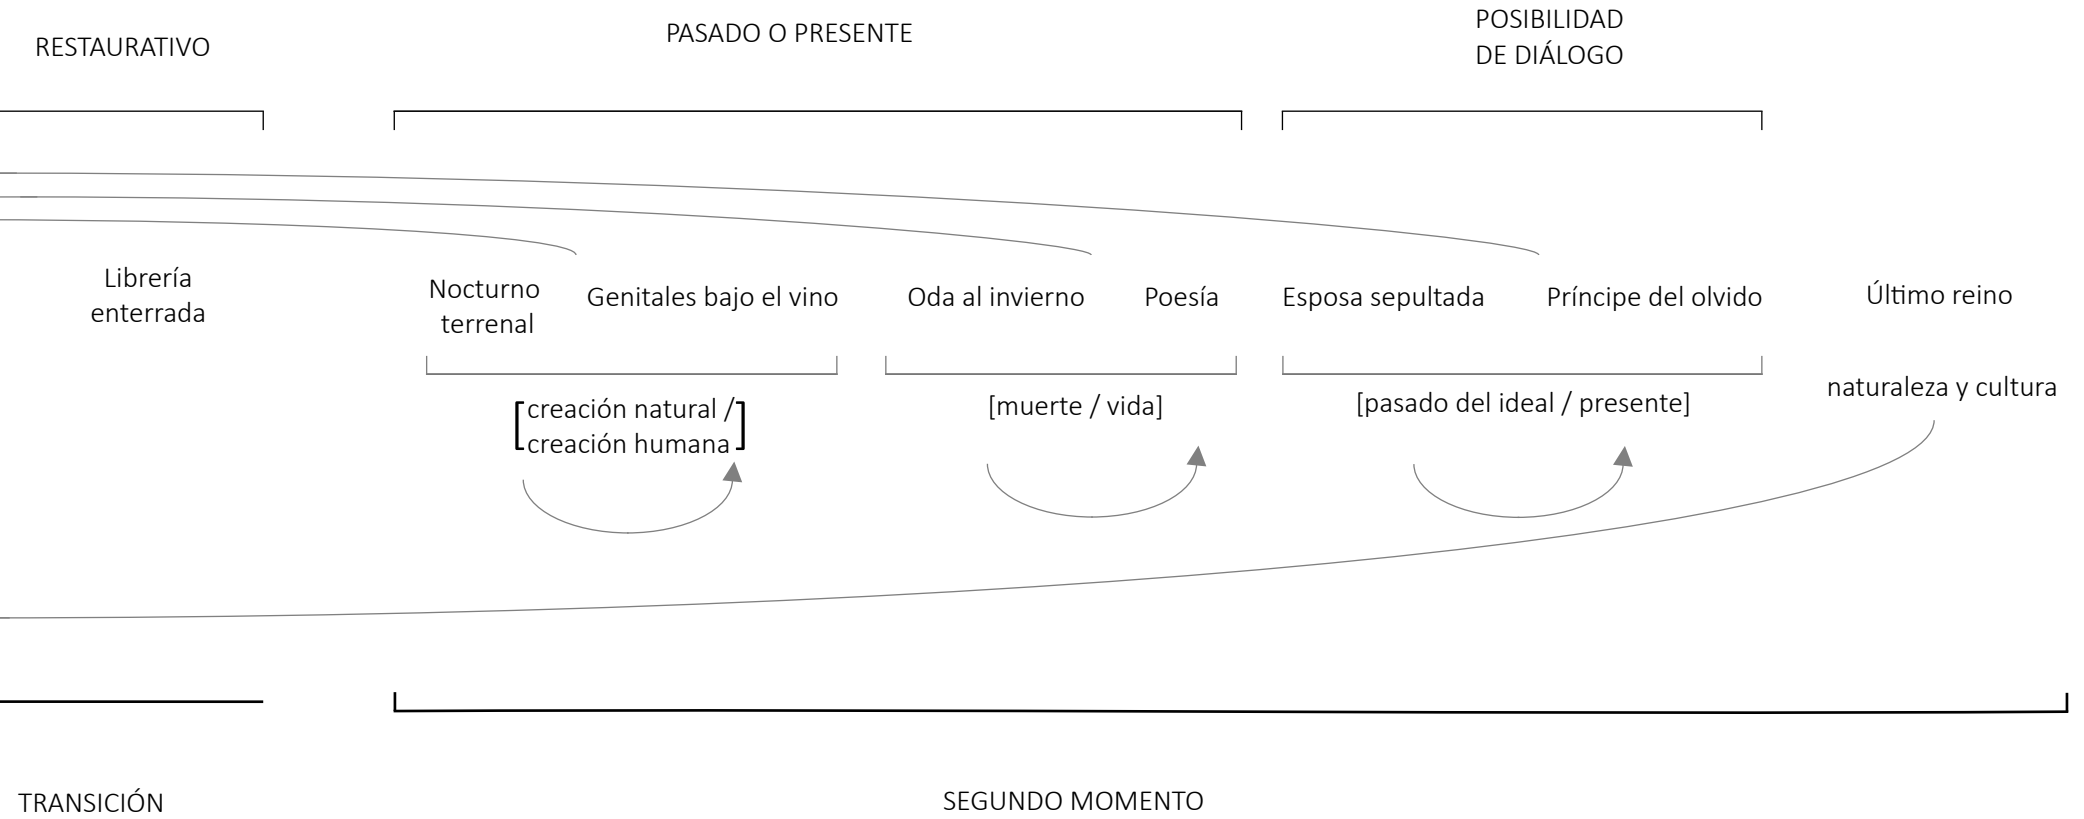 RESTAURATIVO
PASADO O PRESENTE
POSIBILIDAD
DE DIÁLOGO
Librería
enterrada
Nocturno
terrenal
Genitales bajo el vino
Oda al invierno
Poesía
Esposa sepultada
Príncipe del olvido
Último reino
[creación natural /
creación humana]
[muerte / vida]
[pasado del ideal / presente]
naturaleza y cultura
TRANSICIÓN
SEGUNDO MOMENTO